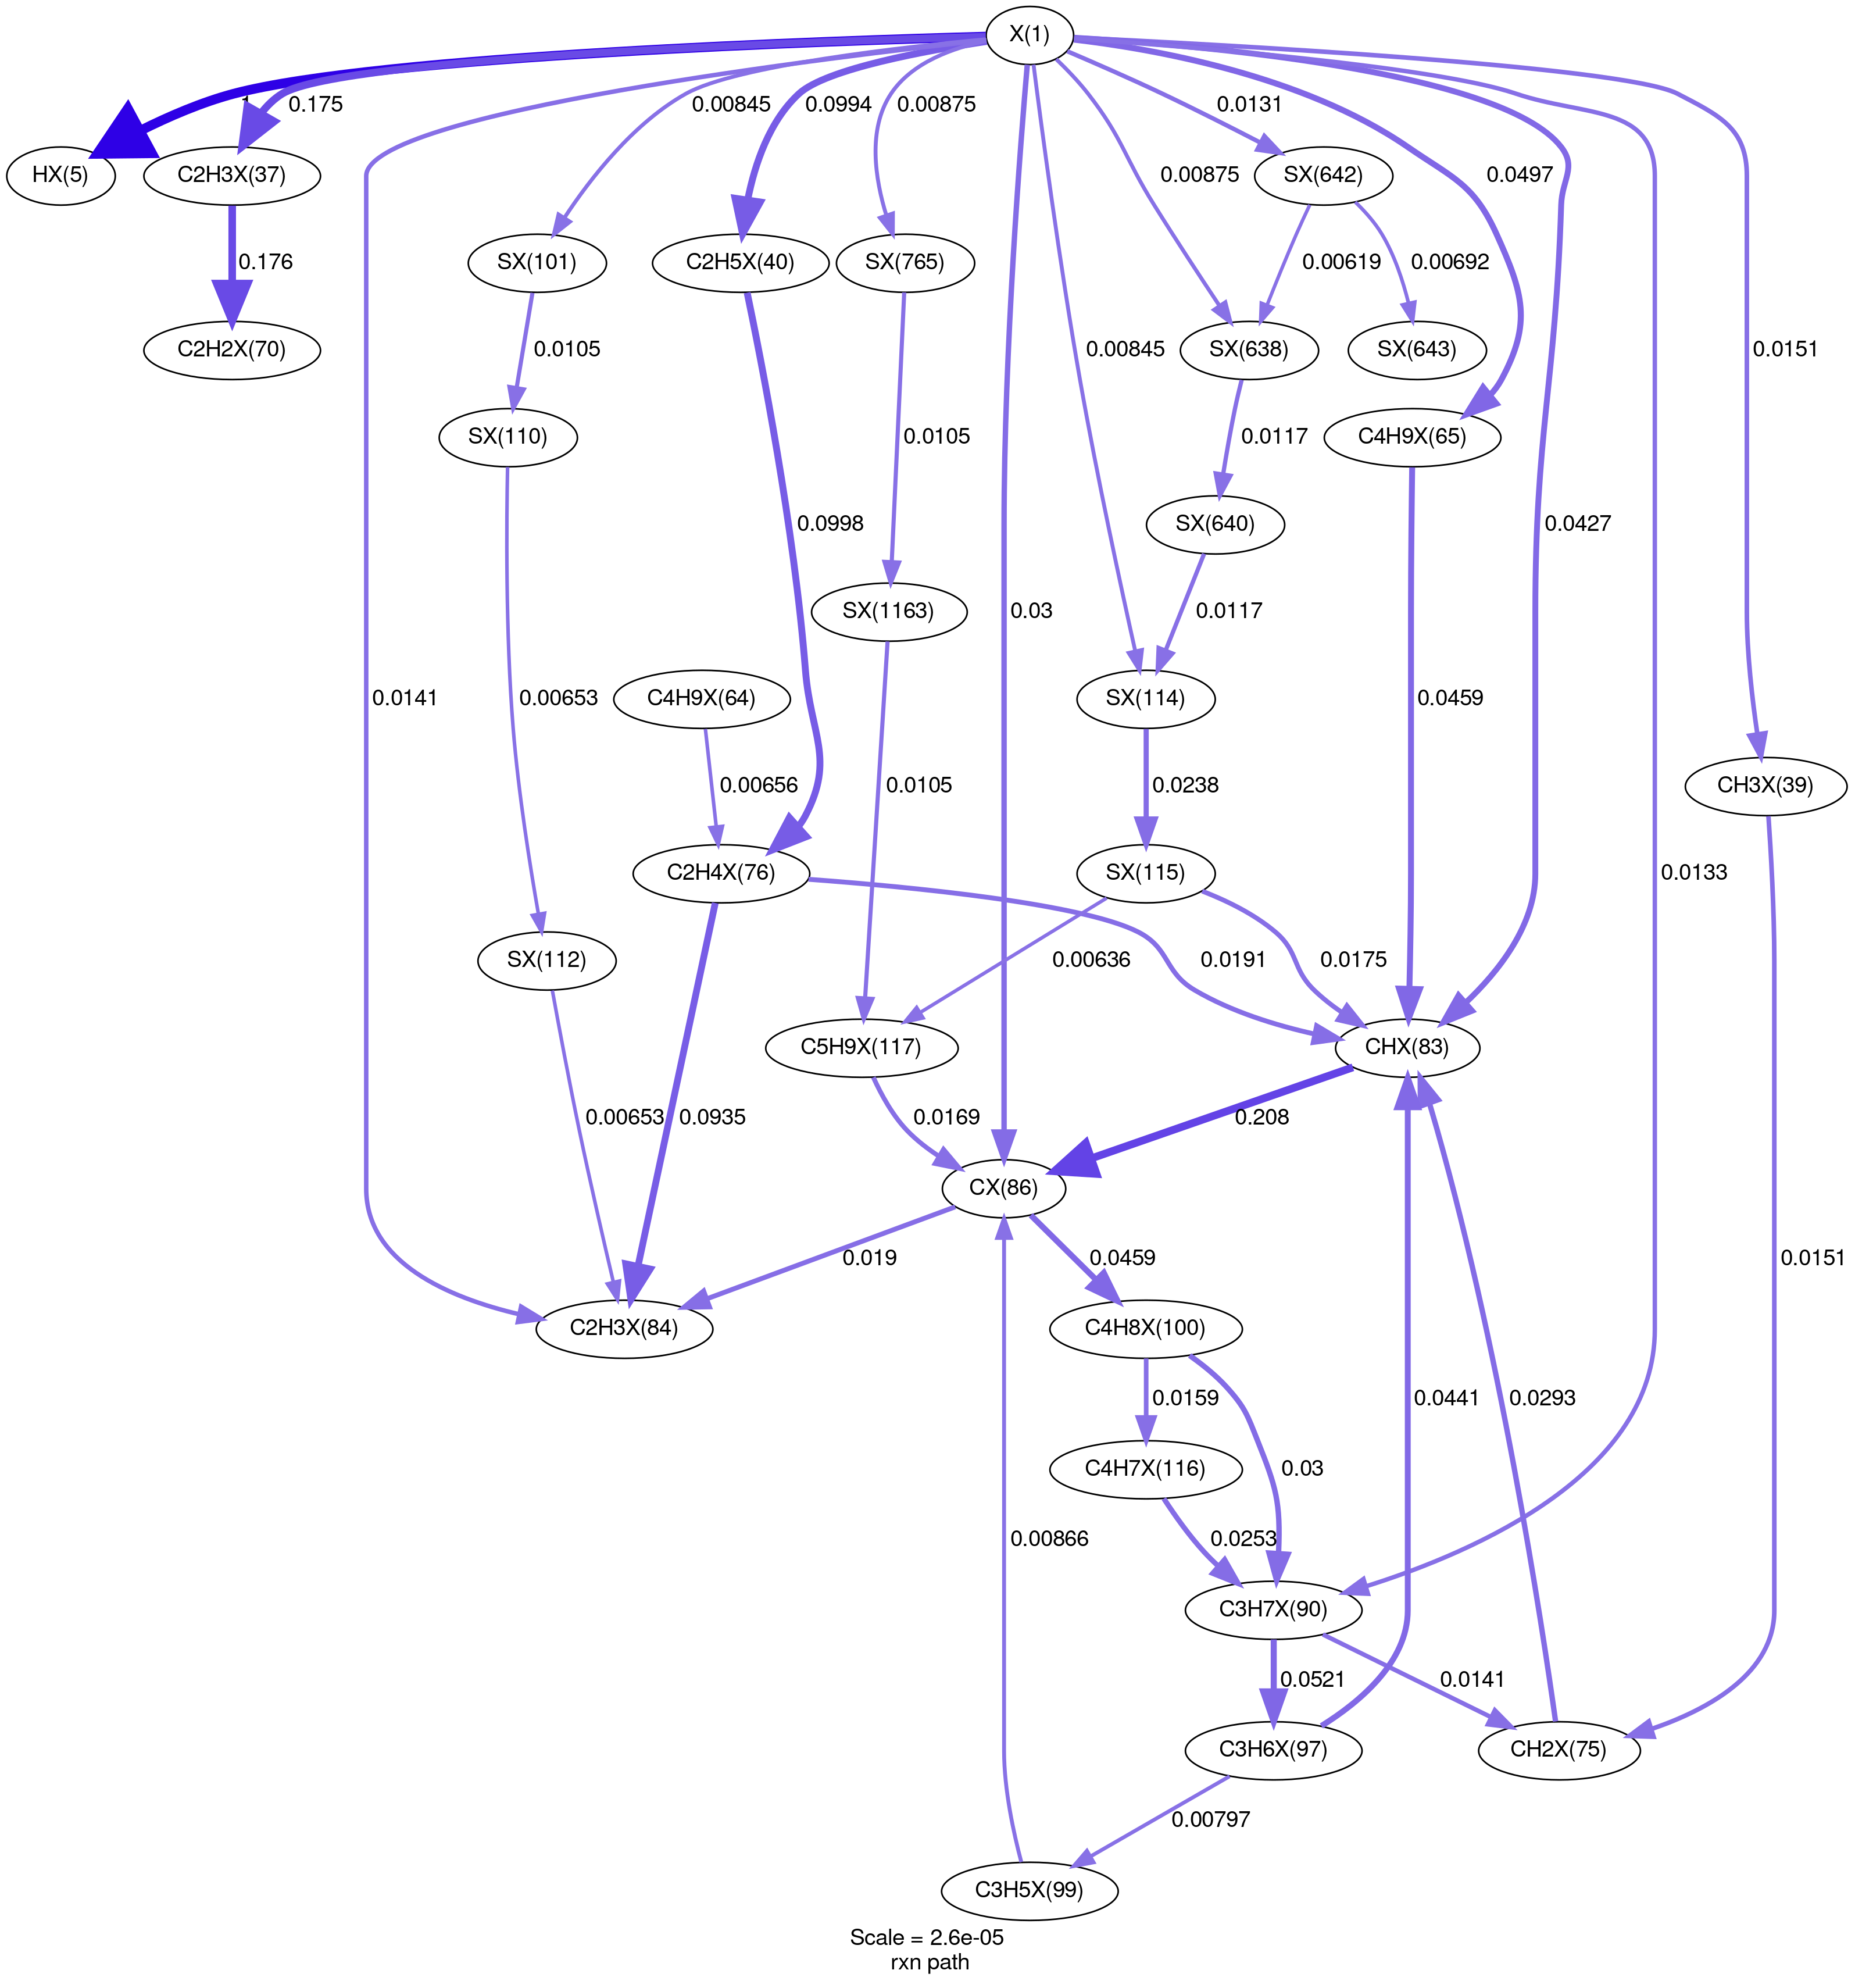 X(1)
1
0.175
0.00845
0.0994
0.00875
0.0131
HX(5)
C2H3X(37)
0.00875
SX(642)
0.0497
0.176
SX(101)
C2H5X(40)
SX(765)
0.00619
0.00692
C2H2X(70)
0.0105
0.00845
SX(638)
SX(643)
0.0151
SX(110)
0.0105
0.0117
C4H9X(65)
0.0998
SX(640)
0.0427
SX(1163)
0.03
0.0117
0.0141
0.00653
C4H9X(64)
SX(114)
0.0459
0.00656
0.0105
0.0238
CH3X(39)
C2H4X(76)
SX(115)
0.0133
SX(112)
0.00636
0.0191
0.0175
C5H9X(117)
CHX(83)
0.00653
0.0935
0.0169
0.208
CX(86)
0.019
0.0459
0.0151
C2H3X(84)
C4H8X(100)
0.0159
0.0441
0.0293
C4H7X(116)
0.03
0.00866
0.0253
C3H7X(90)
0.0521
0.0141
C3H6X(97)
CH2X(75)
0.00797
C3H5X(99)
Scale = 2.6e-05
rxn path